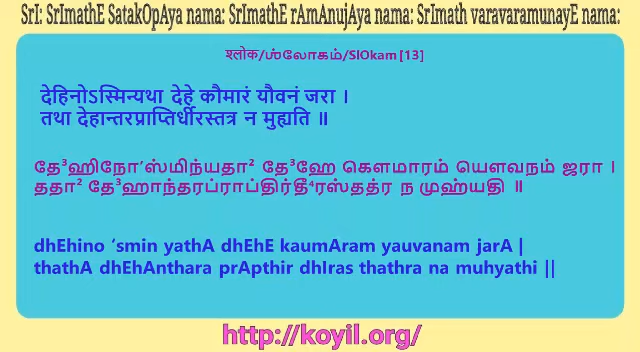 SrI: SrImathE SatakOpAya nama: SrImathE rAmAnujAya nama: SrImath varavaramunayE nama:
श्लोक/ஶ்லோகம்/SlOkam [13]
देहिनोऽस्मिन्यथा देहे कौमारं यौवनं जरा ।
तथा देहान्तरप्राप्तिर्धीरस्तत्र न मुह्यति ॥
தே³ஹிநோ´ஸ்மிந்யதா² தே³ஹே கௌமாரம் யௌவநம் ஜரா ।
ததா² தே³ஹாந்தரப்ராப்திர்தீ⁴ரஸ்தத்ர ந முஹ்யதி ॥
dhEhino ‘smin yathA dhEhE kaumAram yauvanam jarA |
thathA dhEhAnthara prApthir dhIras thathra na muhyathi ||
http://koyil.org/